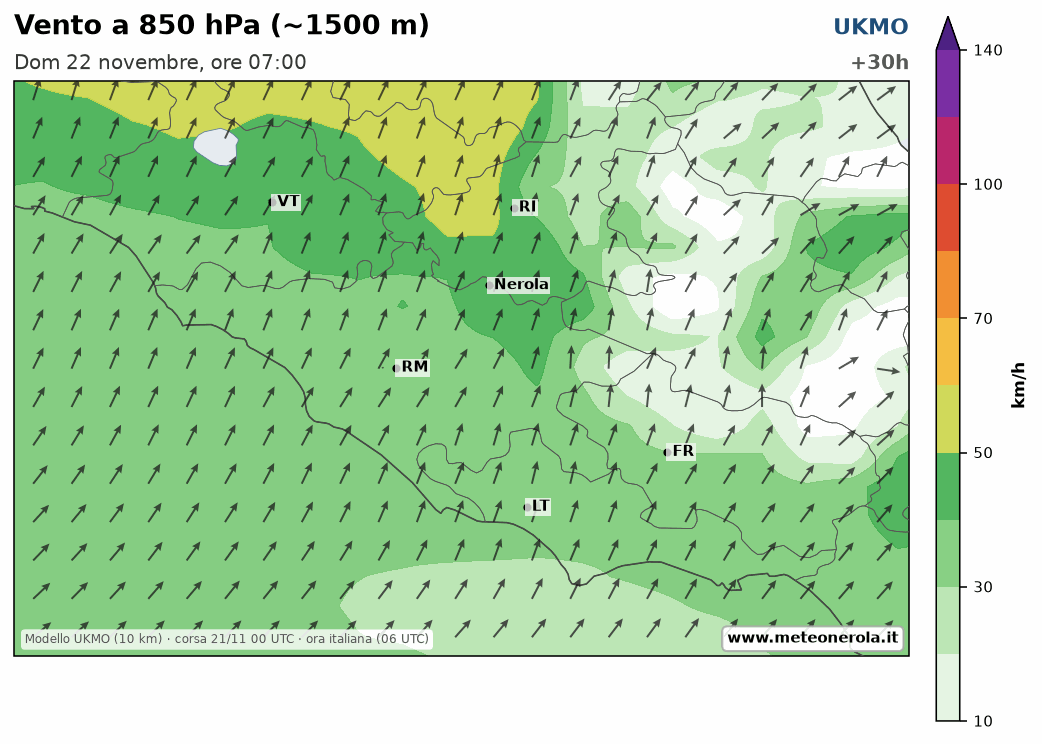 Vento a 850 hPa (~1500 m)
UKMO
Dom 22 novembre, ore 07:00
+30h
VT
RI
Nerola
RM
FR
LT
Modello UKMO (10 km) · corsa 21/11 00 UTC · ora italiana (06 UTC)
www.meteonerola.it
140
100
70
50
30
10
km/h